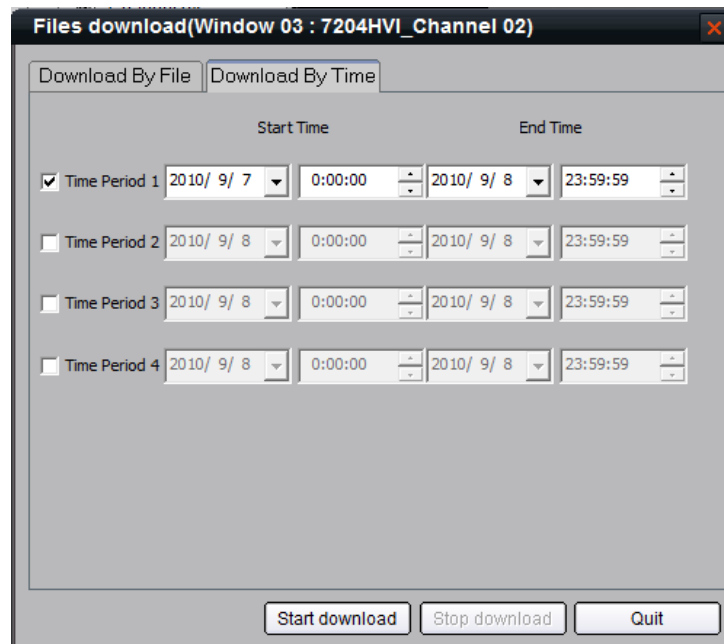 Files download(Window 03 : 7204HVI_Channel 02)
Download By File Download By Time
Start Time End Time
Time Period 1 2010/ 9/ 7 0:00:00 2010/ 9/ 8 23:59:59
Time Period 2 2010/ 9/ 8 0:00:00 2010/ 9/ 8 23:59:59
Time Period 3 2010/ 9/ 8 0:00:00 2010/ 9/ 8 23:59:59
Time Period 4 2010/ 9/ 8 0:00:00 2010/ 9/ 8 23:59:59
Start download Stop download Quit